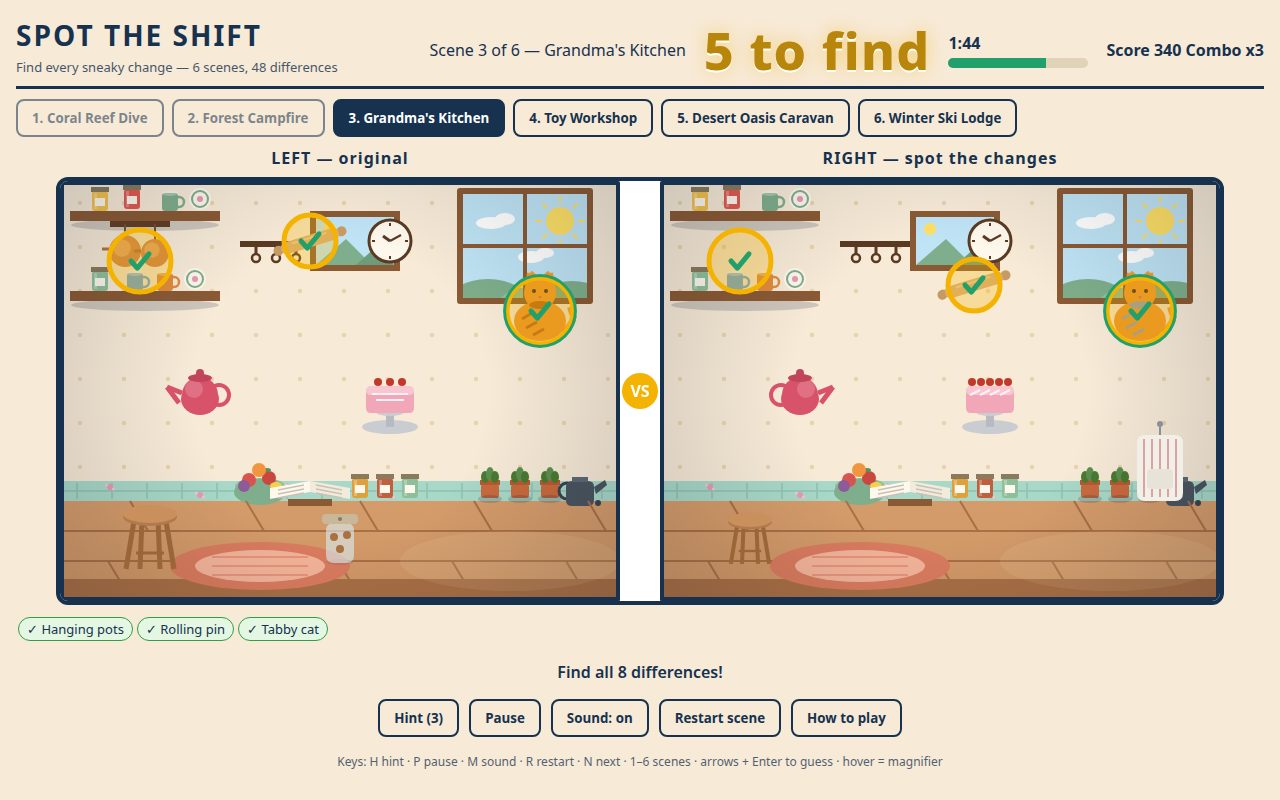 SPOT THE SHIFT
Find every sneaky change — 6 scenes, 48 differences
Scene 3 of 6 — Grandma's Kitchen
5 to find
1:44
Score 340 Combo x3
1. Coral Reef Dive
2. Forest Campfire
3. Grandma's Kitchen
4. Toy Workshop
5. Desert Oasis Caravan
6. Winter Ski Lodge
LEFT — original
RIGHT — spot the changes
VS
✓ Hanging pots
✓ Rolling pin
✓ Tabby cat
Find all 8 differences!
Hint (3)
Pause
Sound: on
Restart scene
How to play
Keys: H hint · P pause · M sound · R restart · N next · 1–6 scenes · arrows + Enter to guess · hover = magnifier